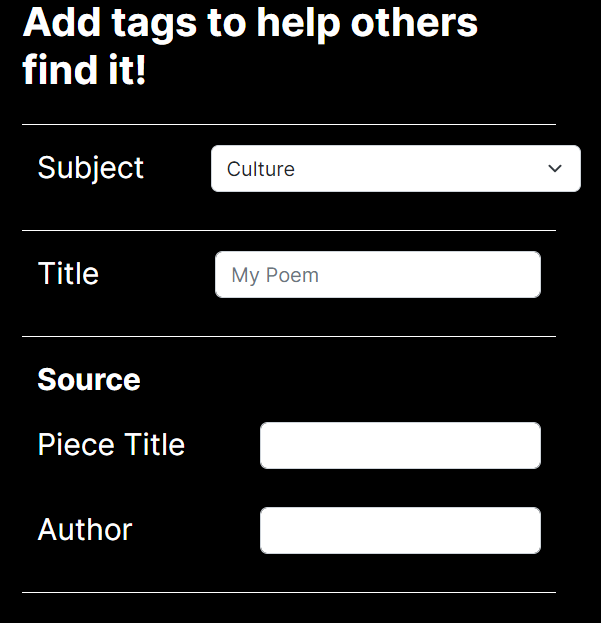 Add tags to help others
find it!
Subject
Culture
Title
My Poem
Source
Piece Title
Author